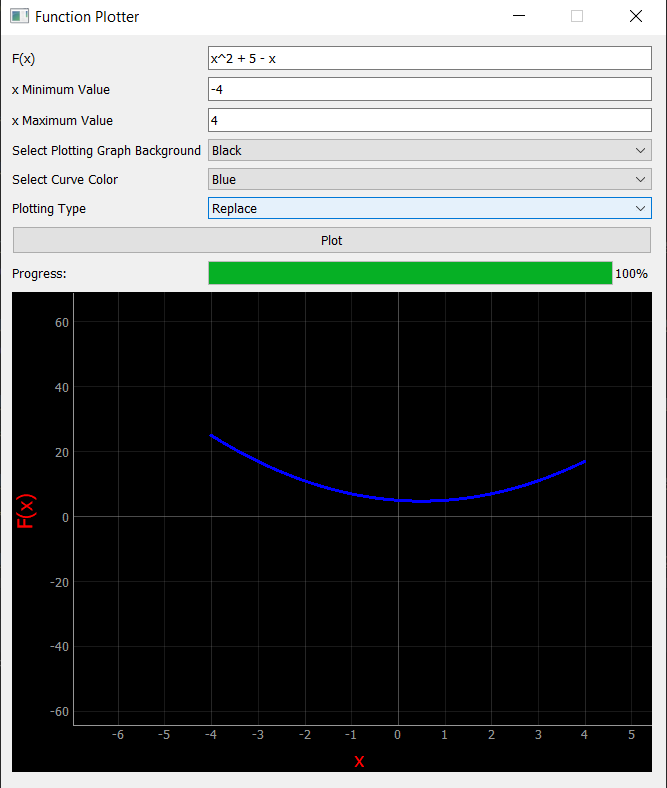 Function Plotter
F(x) x^2 + 5 - x
x Minimum Value -4
x Maximum Value 4
Select Plotting Graph Background Black
Select Curve Color Blue
Plotting Type Replace
Plot
Progress: 100%
60
40
20
0
-20
-40
-60
F(x)
-6 -5 -4 -3 -2 -1 0 1 2 3 4 5
x